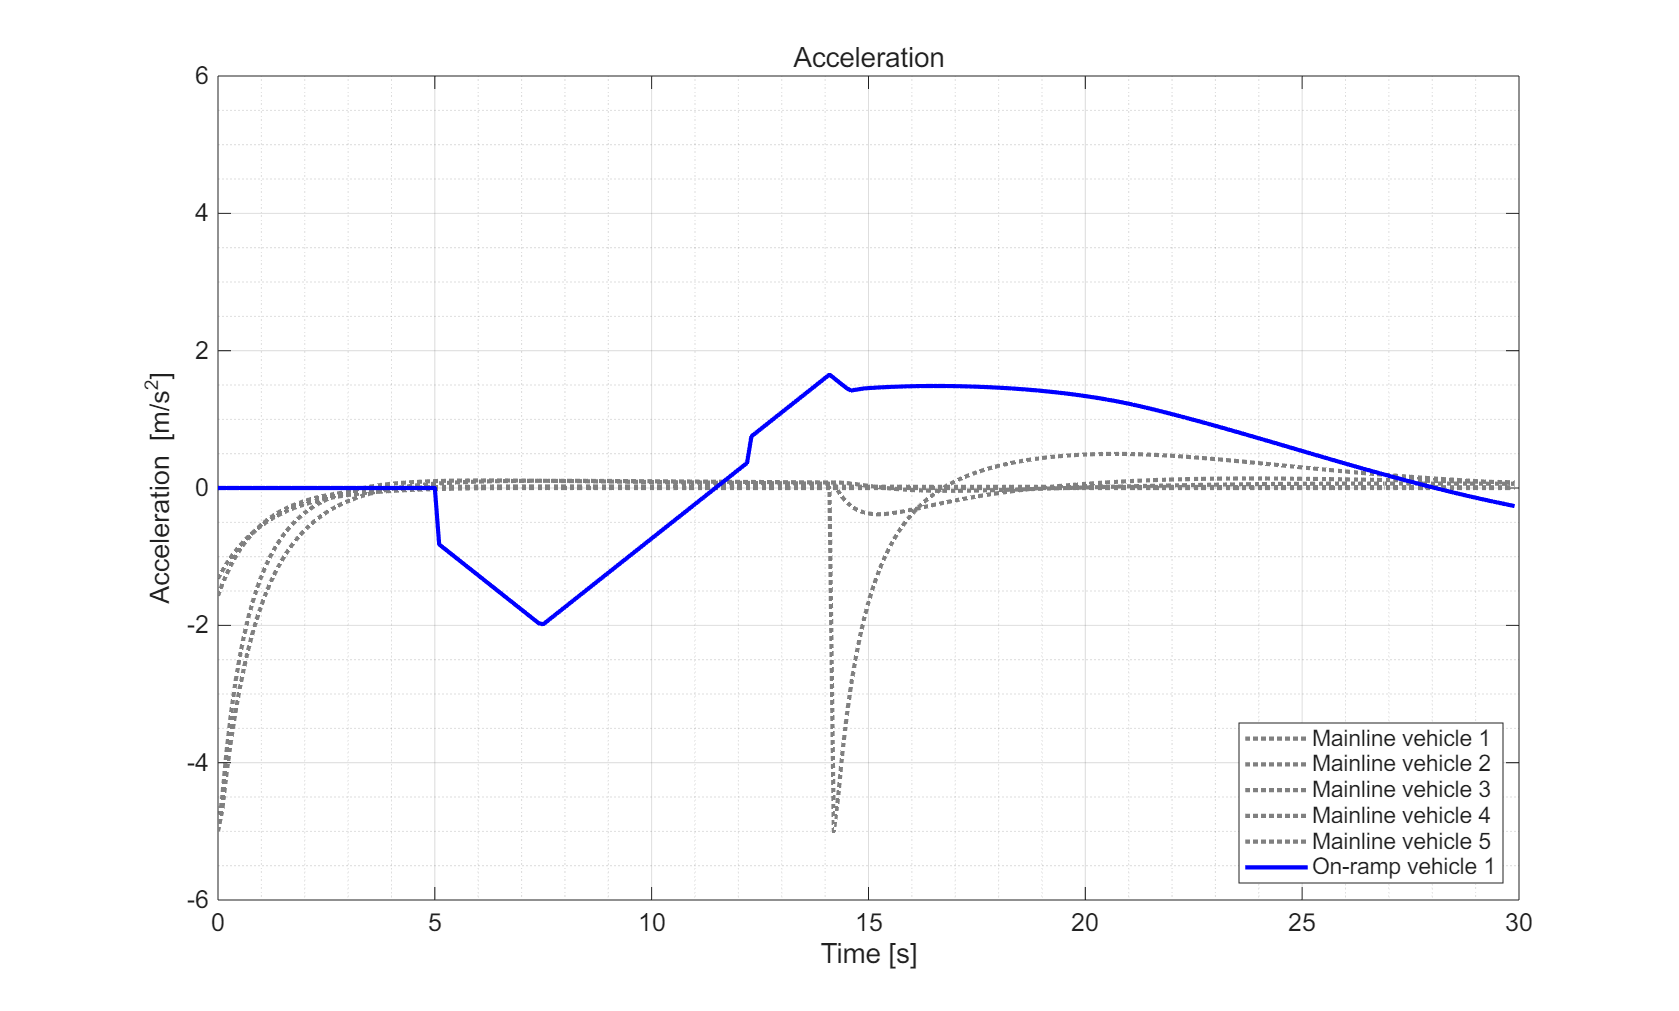 Acceleration
6
4
2
0
-2
-4
-6
Acceleration [m/s²]
0 5 10 15 20 25 30
Time [s]
Mainline vehicle 1
Mainline vehicle 2
Mainline vehicle 3
Mainline vehicle 4
Mainline vehicle 5
On-ramp vehicle 1